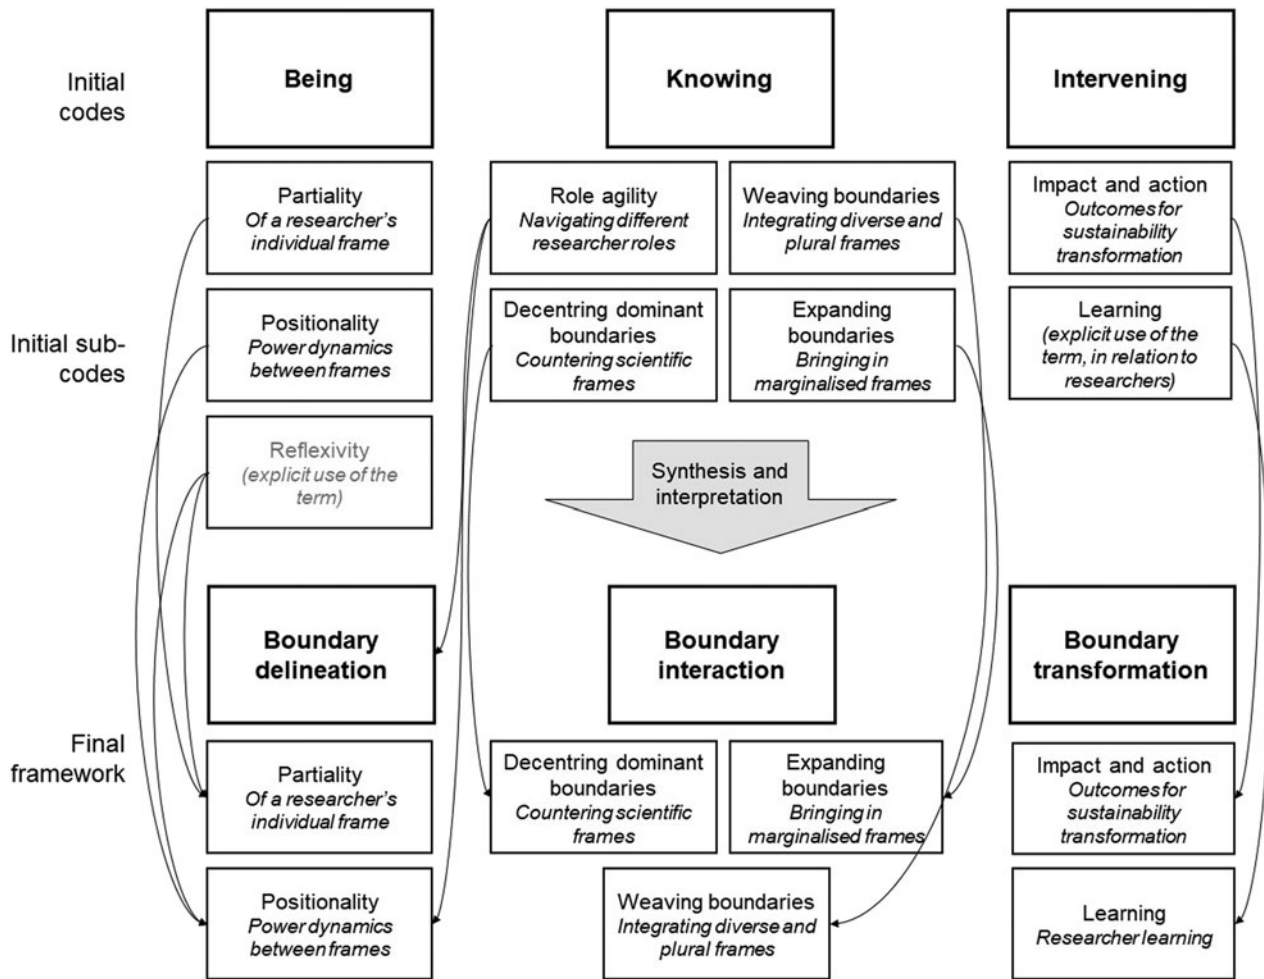 Initial
codes
Being
Knowing
Intervening
Initial sub-
codes
Partiality
Of a researcher's
individual frame
Role agility
Navigating different
researcher roles
Weaving boundaries
Integrating diverse and
plural frames
Impact and action
Outcomes for
sustainability
transformation
Positionality
Power dynamics
between frames
Decentring dominant
boundaries
Countering scientific
frames
Expanding
boundaries
Bringing in
marginalised frames
Learning
(explicit use of the
term, in relation to
researchers)
Reflexivity
(explicit use of the
term)
Synthesis and
interpretation
Final
framework
Boundary
delineation
Boundary
interaction
Boundary
transformation
Partiality
Of a researcher's
individual frame
Decentring dominant
boundaries
Countering scientific
frames
Expanding
boundaries
Bringing in
marginalised frames
Impact and action
Outcomes for
sustainability
transformation
Positionality
Power dynamics
between frames
Weaving boundaries
Integrating diverse and
plural frames
Learning
Researcher learning